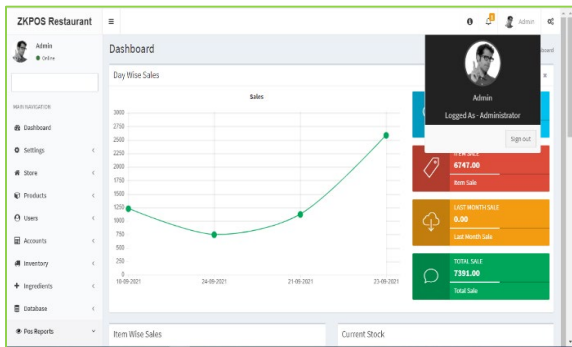 ZKPOS Restaurant
Admin
Admin
Online
Dashboard
MAIN NAVIGATION
Dashboard
Settings
Store
Products
Users
Accounts
Inventory
Ingredients
Database
Pos Reports
Day Wise Sales
Sales
3000
2750
2500
2250
2000
1750
1500
1250
1000
750
500
250
0
18-09-2021
24-09-2021
21-09-2021
23-09-2021
Admin
Logged As - Administrator
Sign out
ITEM SALE
6747.00
Item Sale
LAST MONTH SALE
0.00
Last Month Sale
TOTAL SALE
7391.00
Total Sale
Item Wise Sales
Current Stock